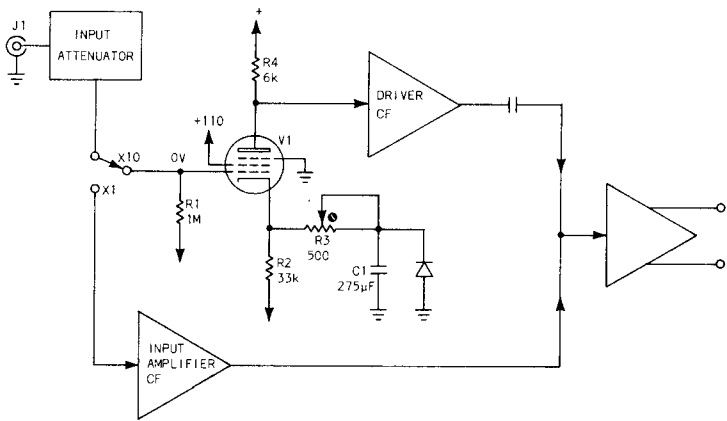 J1
INPUT
ATTENUATOR
+
R4
6k
DRIVER
CF
+110
V1
X10
0V
X1
R1
1M
R3
500
R2
33k
C1
275µF
INPUT
AMPLIFIER
CF